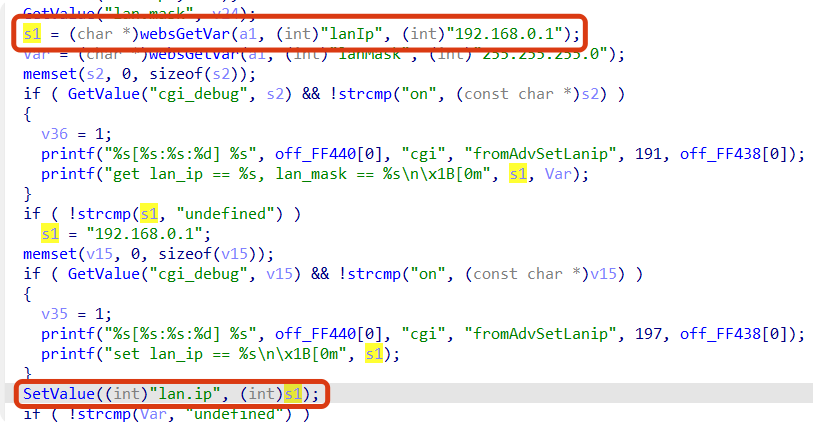 GetValue("lan.mask", v24);
s1 = (char *)websGetVar(a1, (int)"lanIp", (int)"192.168.0.1");
Var = (char *)websGetVar(a1, (int)"lanMask", (int)"255.255.255.0");
memset(s2, 0, sizeof(s2));
if ( GetValue("cgi_debug", s2) && !strcmp("on", (const char *)s2) )
{
v36 = 1;
printf("%s[%s:%s:%d] %s", off_FF440[0], "cgi", "fromAdvSetLanip", 191, off_FF438[0]);
printf("get lan_ip == %s, lan_mask == %s\n\x1B[0m", s1, Var);
}
if ( !strcmp(s1, "undefined") )
s1 = "192.168.0.1";
memset(v15, 0, sizeof(v15));
if ( GetValue("cgi_debug", v15) && !strcmp("on", (const char *)v15) )
{
v35 = 1;
printf("%s[%s:%s:%d] %s", off_FF440[0], "cgi", "fromAdvSetLanip", 197, off_FF438[0]);
printf("set lan_ip == %s\n\x1B[0m", s1);
}
SetValue((int)"lan.ip", (int)s1);
if ( !strcmp(Var, "undefined") )